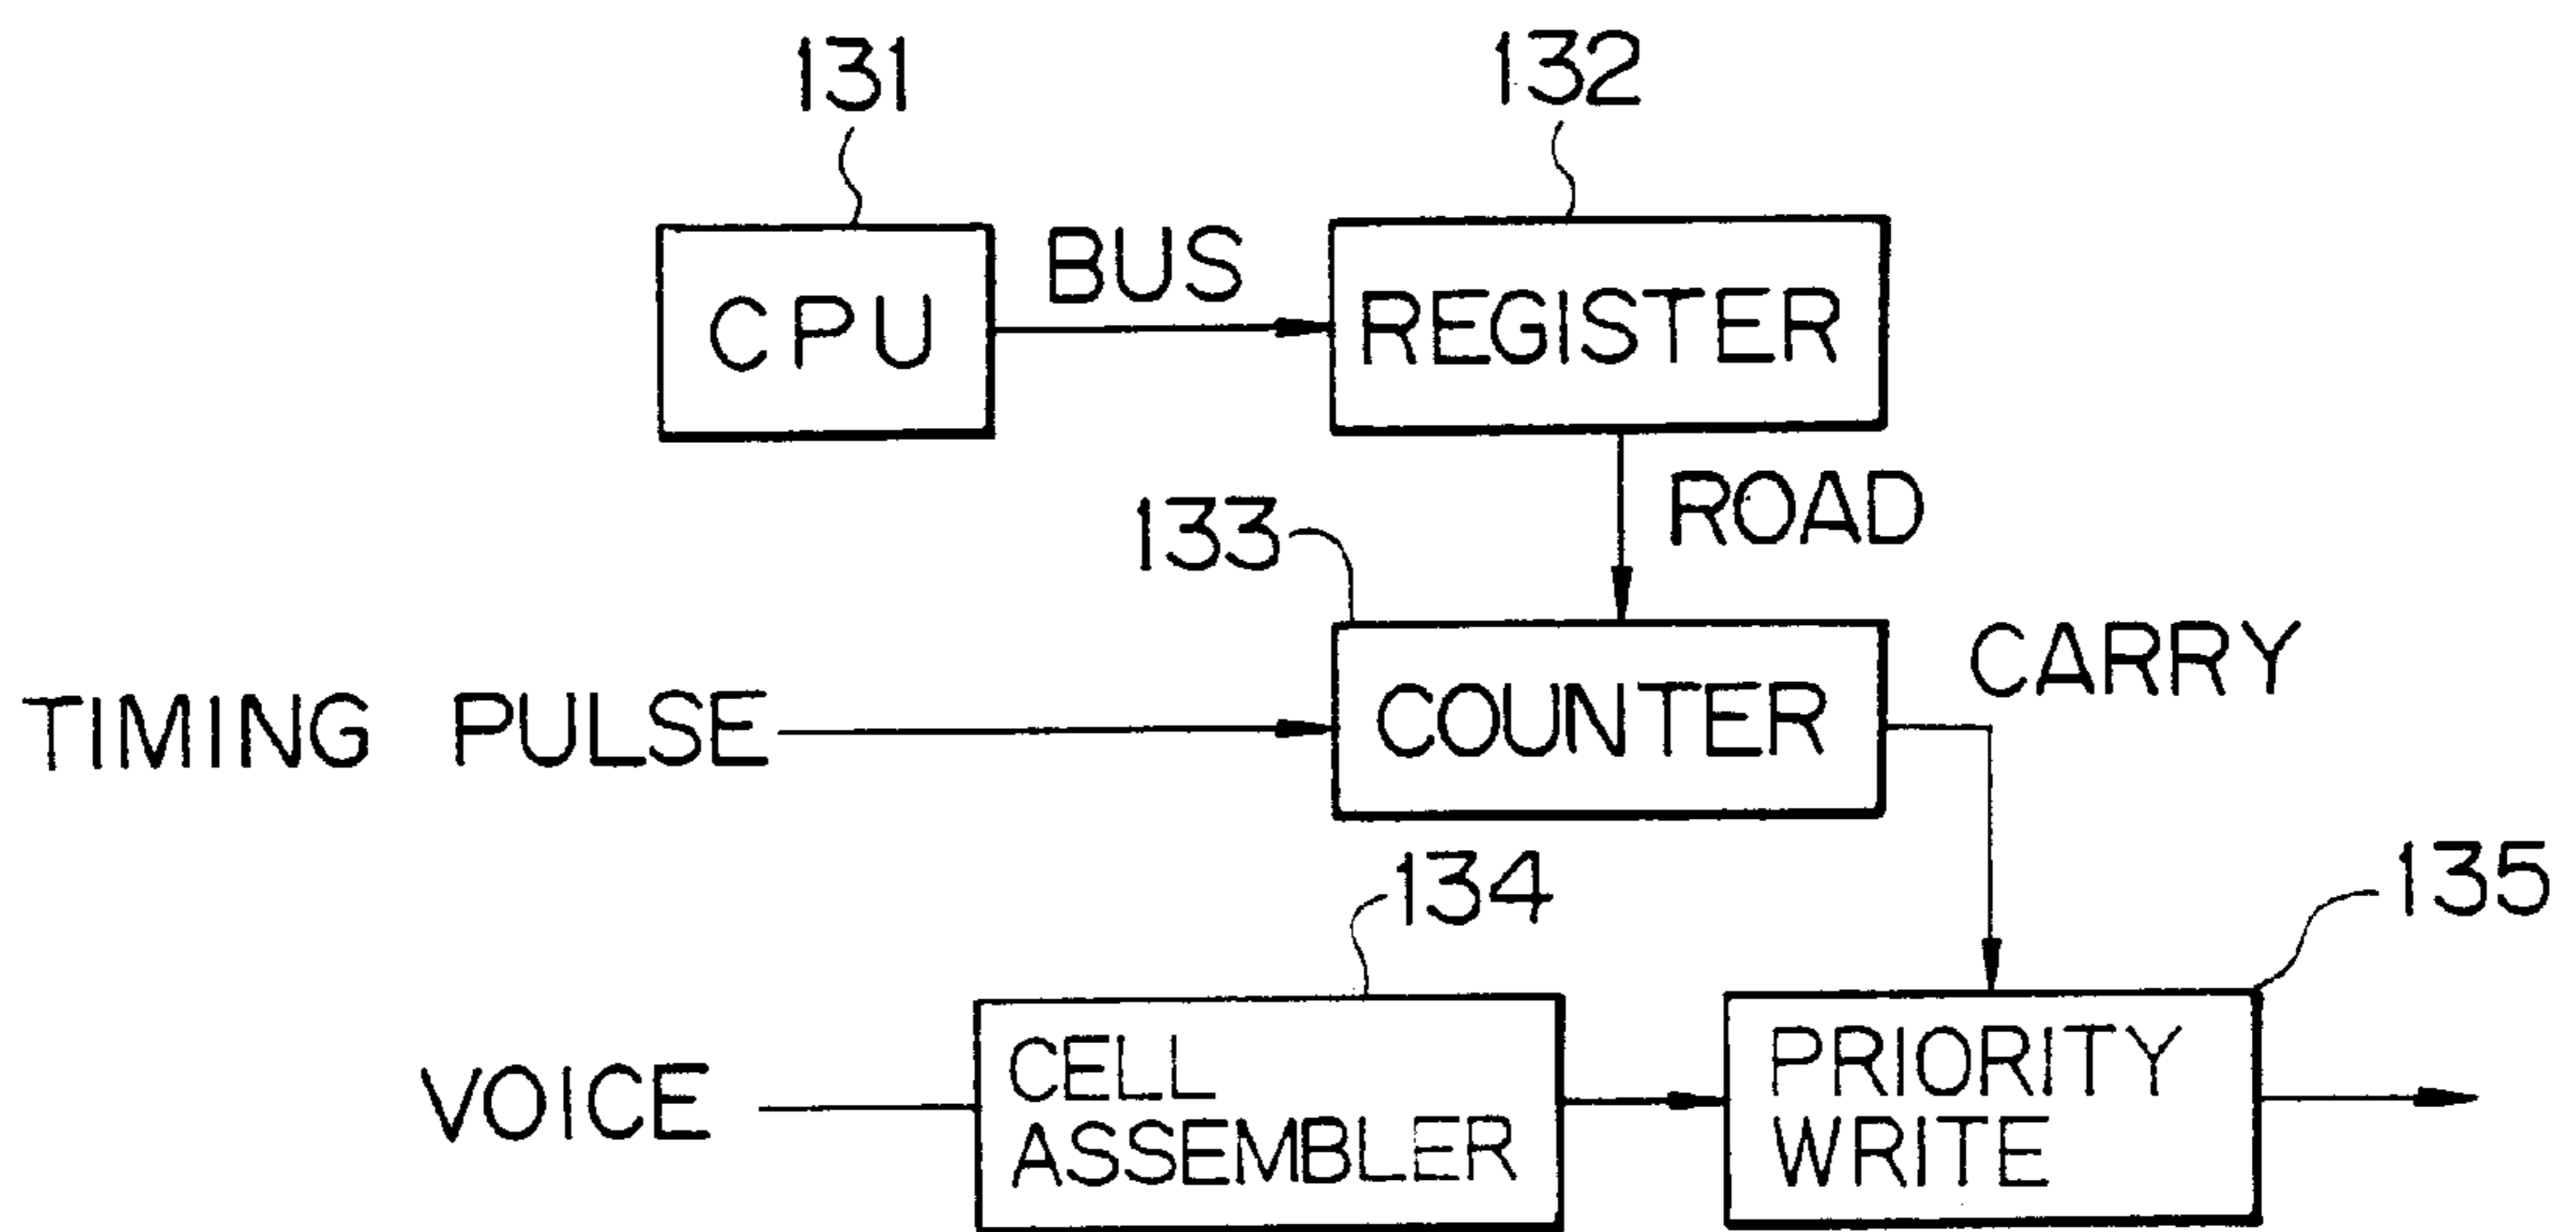 131
132
CPU
BUS
REGISTER
ROAD
133
TIMING PULSE
COUNTER
CARRY
134
135
VOICE
CELL
ASSEMBLER
PRIORITY
WRITE